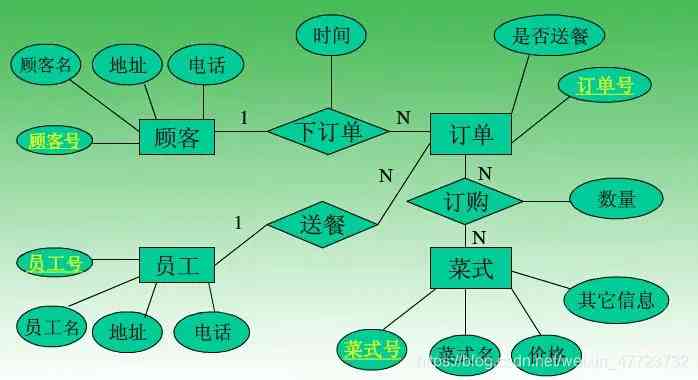 时间
是否送餐
顾客名
地址
电话
订单号
顾客号
顾客
1
下订单
N
订单
N
N
订购
数量
1
送餐
N
员工号
员工
菜式
其它信息
员工名
地址
电话
菜式号
菜式名
价格
https://blog.csdn.net/weixin_47723732